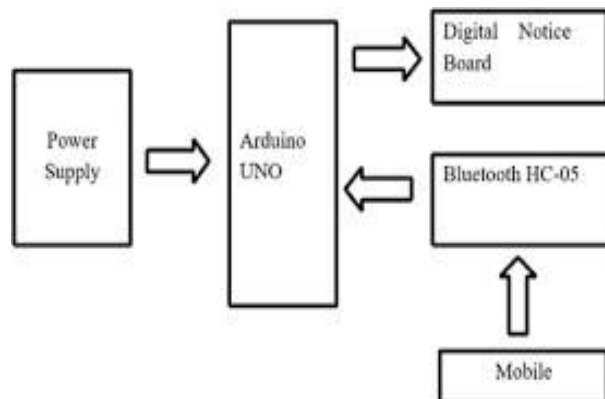 Digital Notice
Board
Power
Supply
Arduino
UNO
Bluetooth HC-05
Mobile